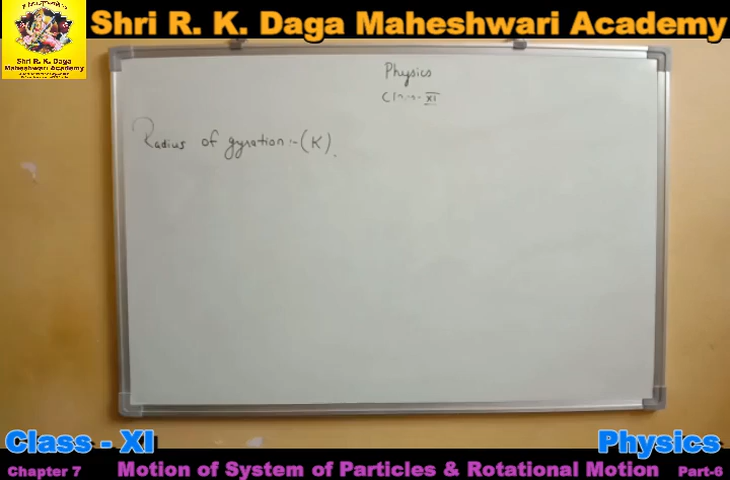 Shri R. K. Daga Maheshwari Academy
Shri R. K. Daga
Maheshwari Academy
Physics
Class- XI
Radius of gyration :- (K).
Class - XI
Physics
Chapter 7
Motion of System of Particles & Rotational Motion
Part-6